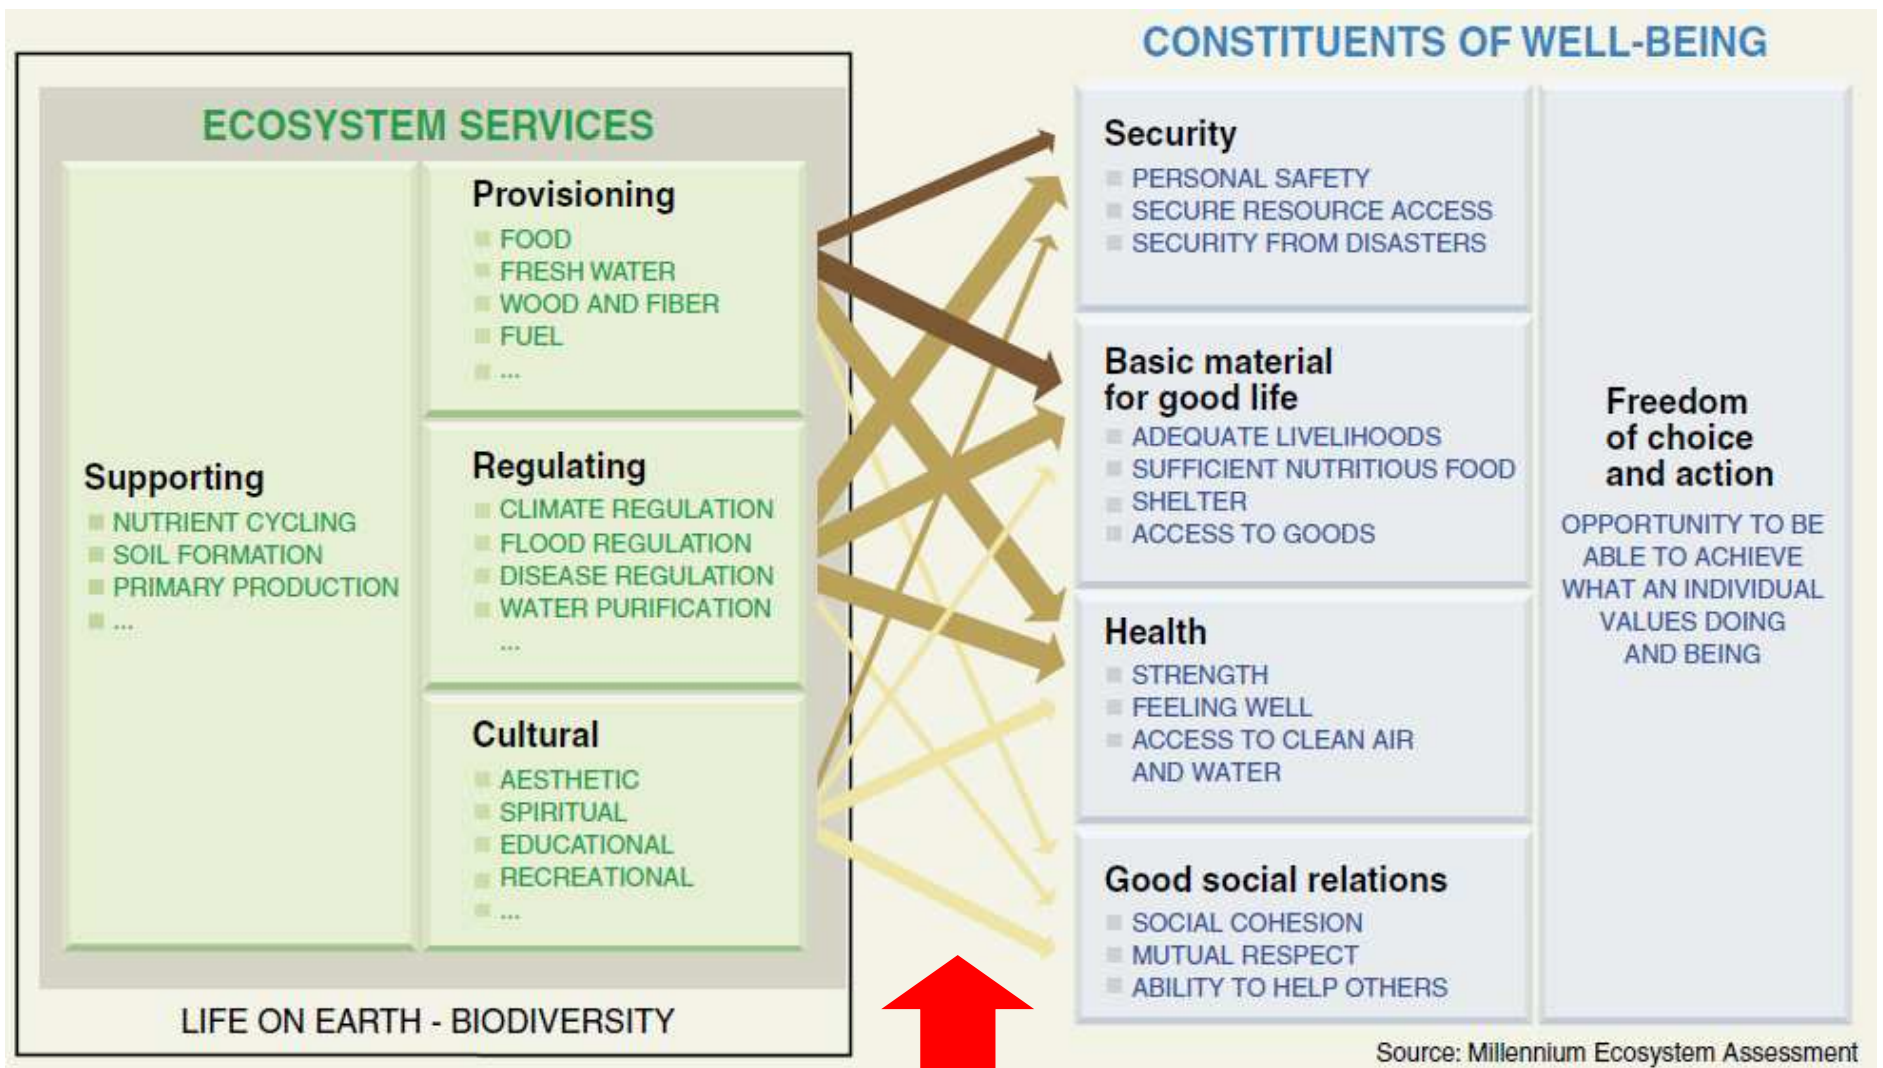 CONSTITUENTS OF WELL-BEING
ECOSYSTEM SERVICES
Supporting
NUTRIENT CYCLING
SOIL FORMATION
PRIMARY PRODUCTION
...
Provisioning
FOOD
FRESH WATER
WOOD AND FIBER
FUEL
...
Regulating
CLIMATE REGULATION
FLOOD REGULATION
DISEASE REGULATION
WATER PURIFICATION
...
Cultural
AESTHETIC
SPIRITUAL
EDUCATIONAL
RECREATIONAL
...
LIFE ON EARTH - BIODIVERSITY
Security
PERSONAL SAFETY
SECURE RESOURCE ACCESS
SECURITY FROM DISASTERS
Basic material
for good life
ADEQUATE LIVELIHOODS
SUFFICIENT NUTRITIOUS FOOD
SHELTER
ACCESS TO GOODS
Health
STRENGTH
FEELING WELL
ACCESS TO CLEAN AIR
AND WATER
Good social relations
SOCIAL COHESION
MUTUAL RESPECT
ABILITY TO HELP OTHERS
Freedom
of choice
and action
OPPORTUNITY TO BE
ABLE TO ACHIEVE
WHAT AN INDIVIDUAL
VALUES DOING
AND BEING
Source: Millennium Ecosystem Assessment